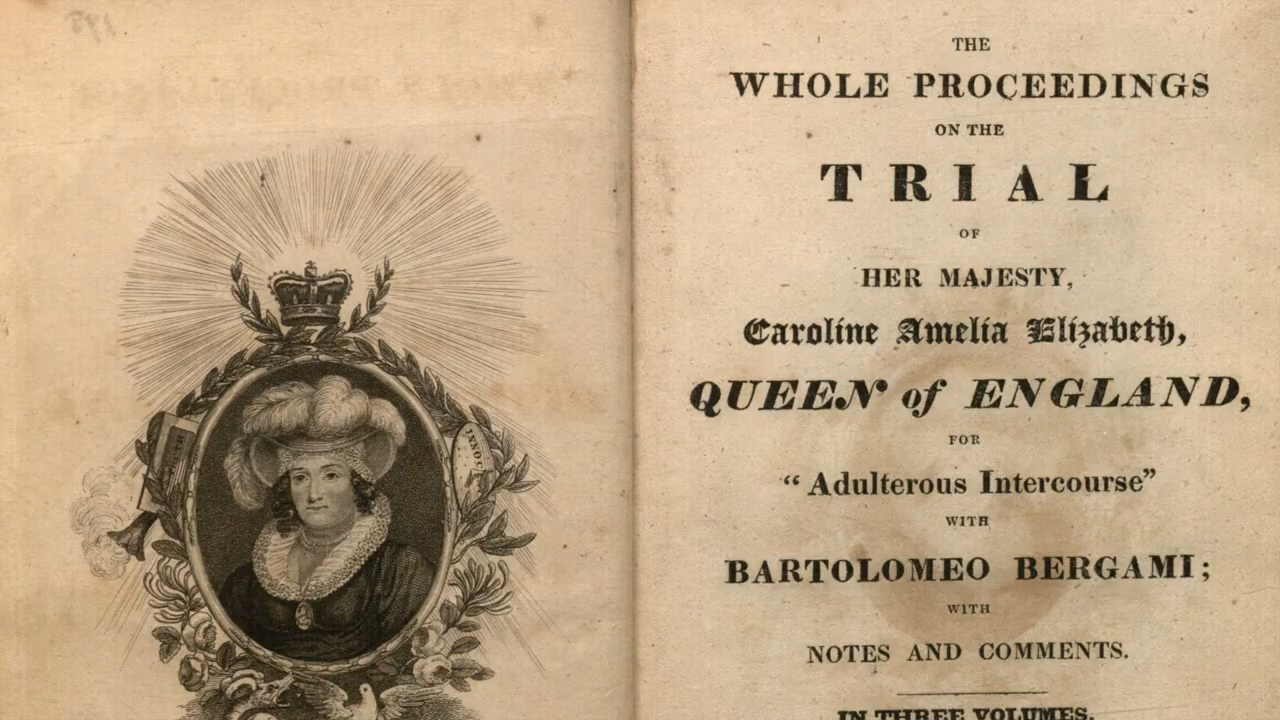 THE
WHOLE PROCEEDINGS
ON THE
TRIAL
OF
HER MAJESTY,
Caroline Amelia Elizabeth,
QUEEN of ENGLAND,
FOR
“Adulterous Intercourse”
WITH
BARTOLOMEO BERGAMI;
WITH
NOTES AND COMMENTS.
IN THREE VOLUMES.
INNOC